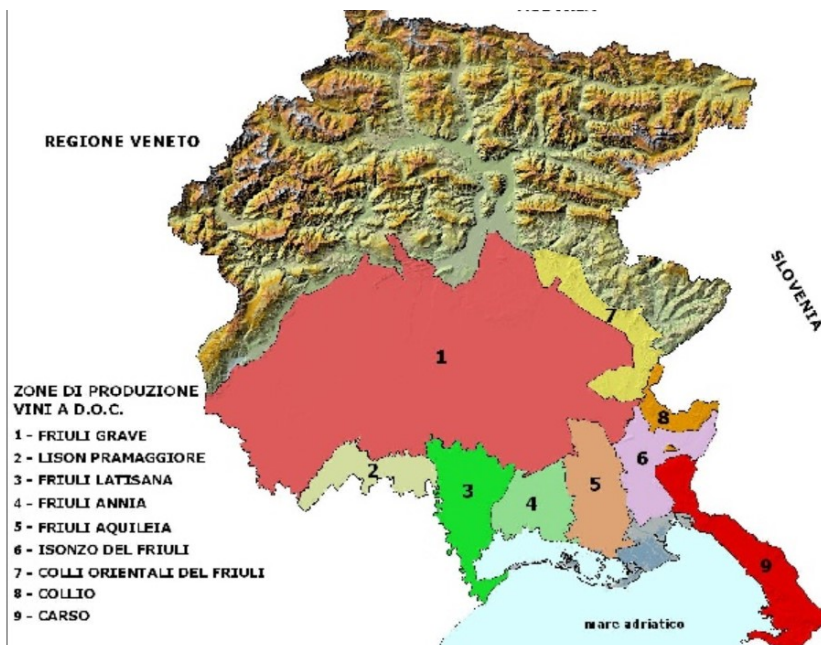 REGIONE VENETO
SLOVENIA
1
2
3
4
5
6
7
8
9
ZONE DI PRODUZIONE
VINI A D.O.C.
1 - FRIULI GRAVE
2 - LISON PRAMAGGIORE
3 - FRIULI LATISANA
4 - FRIULI ANNIA
5 - FRIULI AQUILEIA
6 - ISONZO DEL FRIULI
7 - COLLI ORIENTALI DEL FRIULI
8 - COLLIO
9 - CARSO
mare adriatico